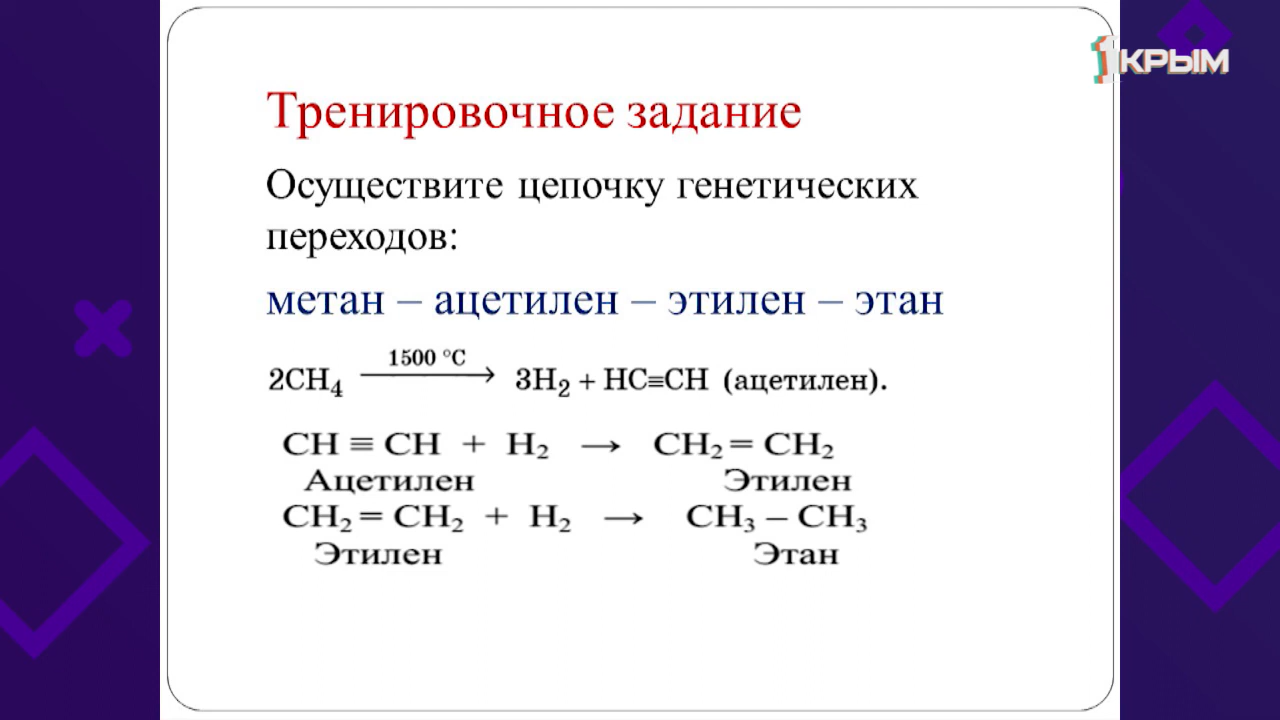 1КРЫМ
Тренировочное задание
Осуществите цепочку генетических
переходов:
метан – ацетилен – этилен – этан
1500 °C
2CH₄ ⟶ 3H₂ + HC≡CH (ацетилен).
CH ≡ CH + H₂ → CH₂ = CH₂
Ацетилен Этилен
CH₂ = CH₂ + H₂ → CH₃ – CH₃
Этилен Этан